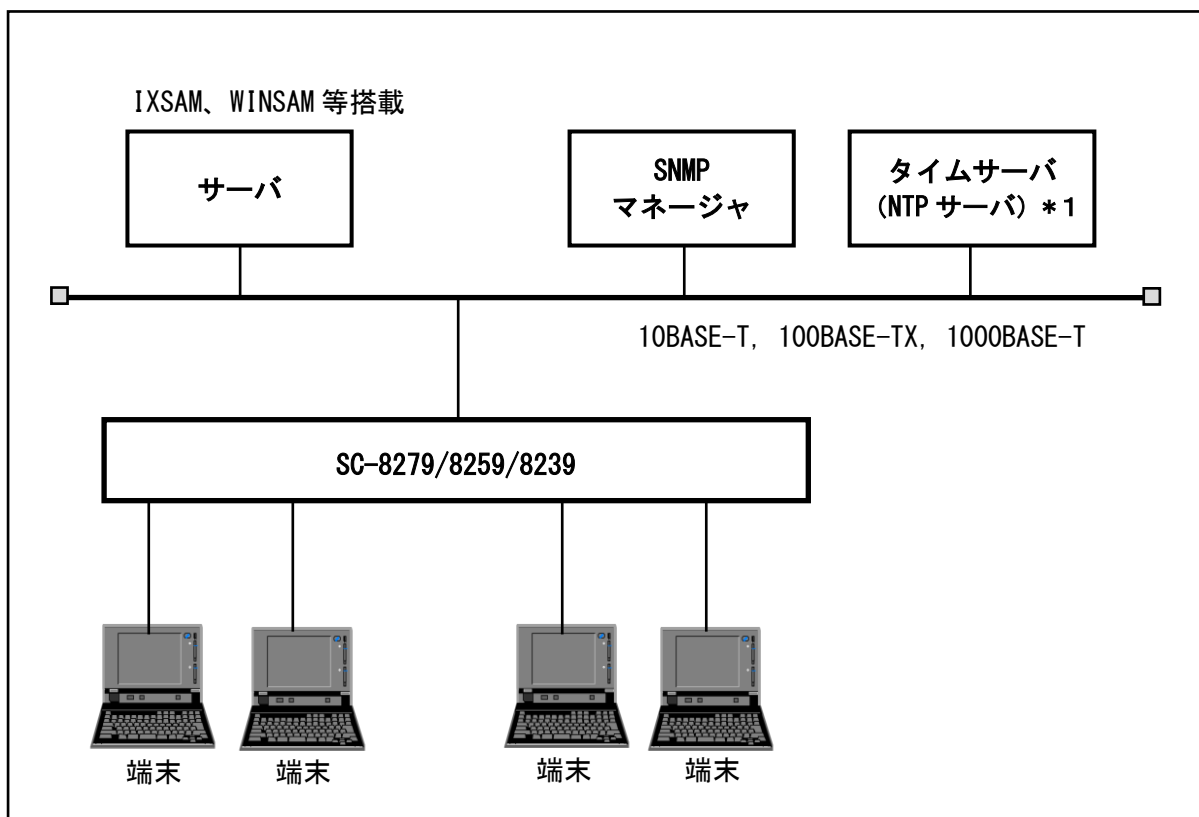 IXSAM、WINSAM 等搭載
サーバ
SNMP
マネージャ
タイムサーバ
(NTP サーバ) *1
10BASE-T, 100BASE-TX, 1000BASE-T
SC-8279/8259/8239
端末
端末
端末
端末